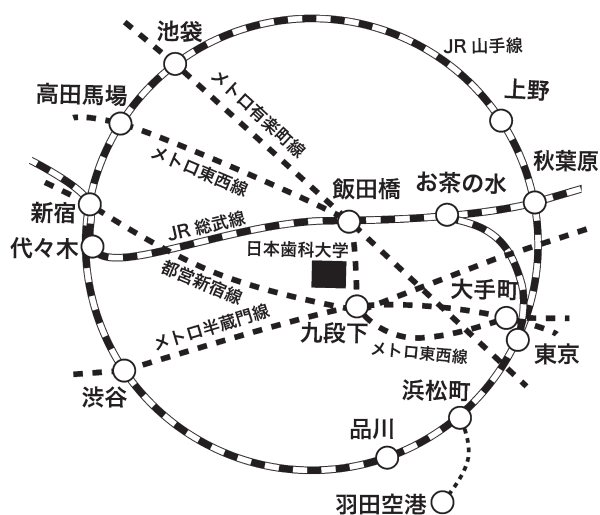 池袋
JR 山手線
高田馬場
メトロ有楽町線
上野
メトロ東西線
秋葉原
飯田橋
お茶の水
新宿
JR 総武線
代々木
日本歯科大学
都営新宿線
大手町
メトロ半蔵門線
九段下
メトロ東西線
東京
渋谷
浜松町
品川
羽田空港